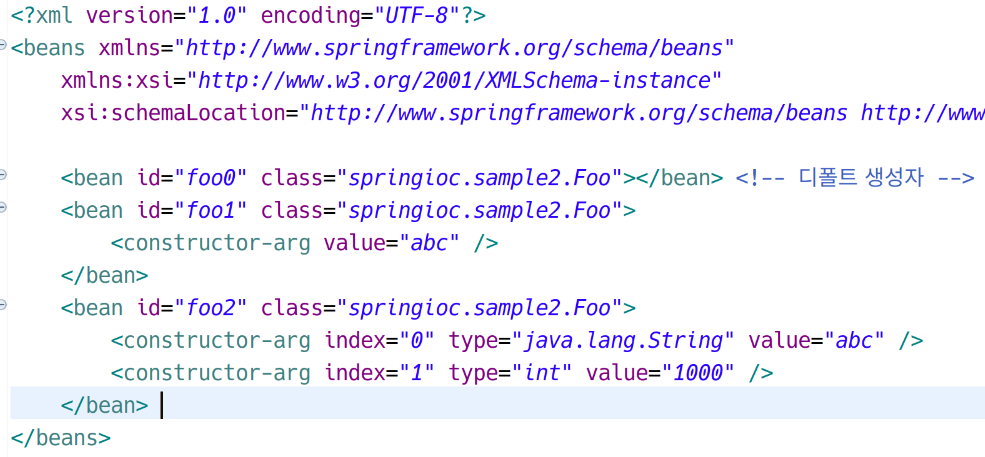 <?xml version="1.0" encoding="UTF-8"?>
<beans xmlns="http://www.springframework.org/schema/beans"
xmlns:xsi="http://www.w3.org/2001/XMLSchema-instance"
xsi:schemaLocation="http://www.springframework.org/schema/beans http://www
<bean id="foo0" class="springioc.sample2.Foo"></bean> <!-- 디폴트 생성자 -->
<bean id="foo1" class="springioc.sample2.Foo">
<constructor-arg value="abc" />
</bean>
<bean id="foo2" class="springioc.sample2.Foo">
<constructor-arg index="0" type="java.lang.String" value="abc" />
<constructor-arg index="1" type="int" value="1000" />
</bean>
</beans>